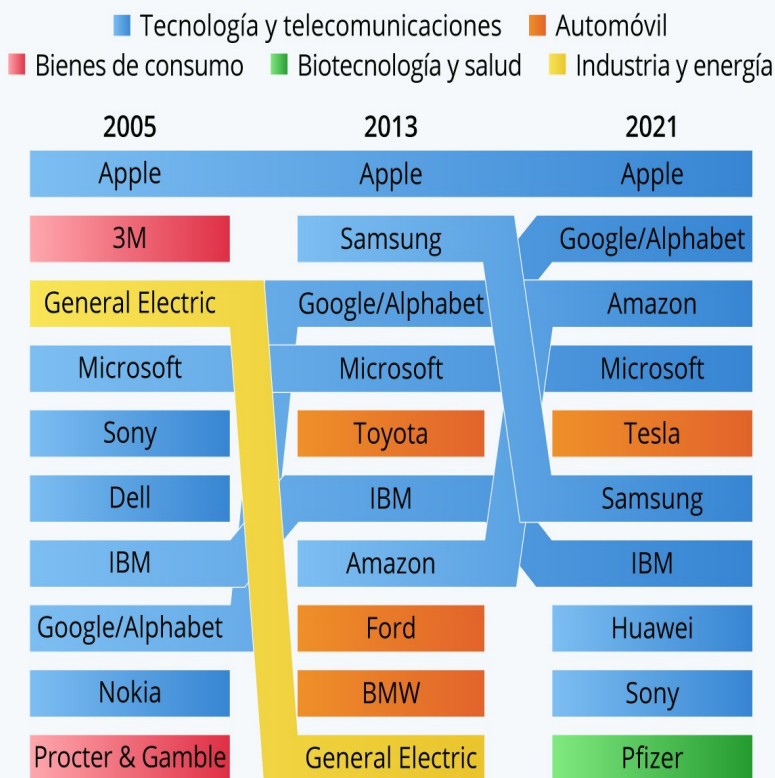 Tecnología y telecomunicaciones Automóvil
Bienes de consumo Biotecnología y salud Industria y energía
2005 2013 2021
Apple Apple Apple
3M Samsung Google/Alphabet
General Electric Google/Alphabet Amazon
Microsoft Microsoft Microsoft
Sony Toyota Tesla
Dell IBM Samsung
IBM Amazon IBM
Google/Alphabet Ford Huawei
Nokia BMW Sony
Procter & Gamble General Electric Pfizer